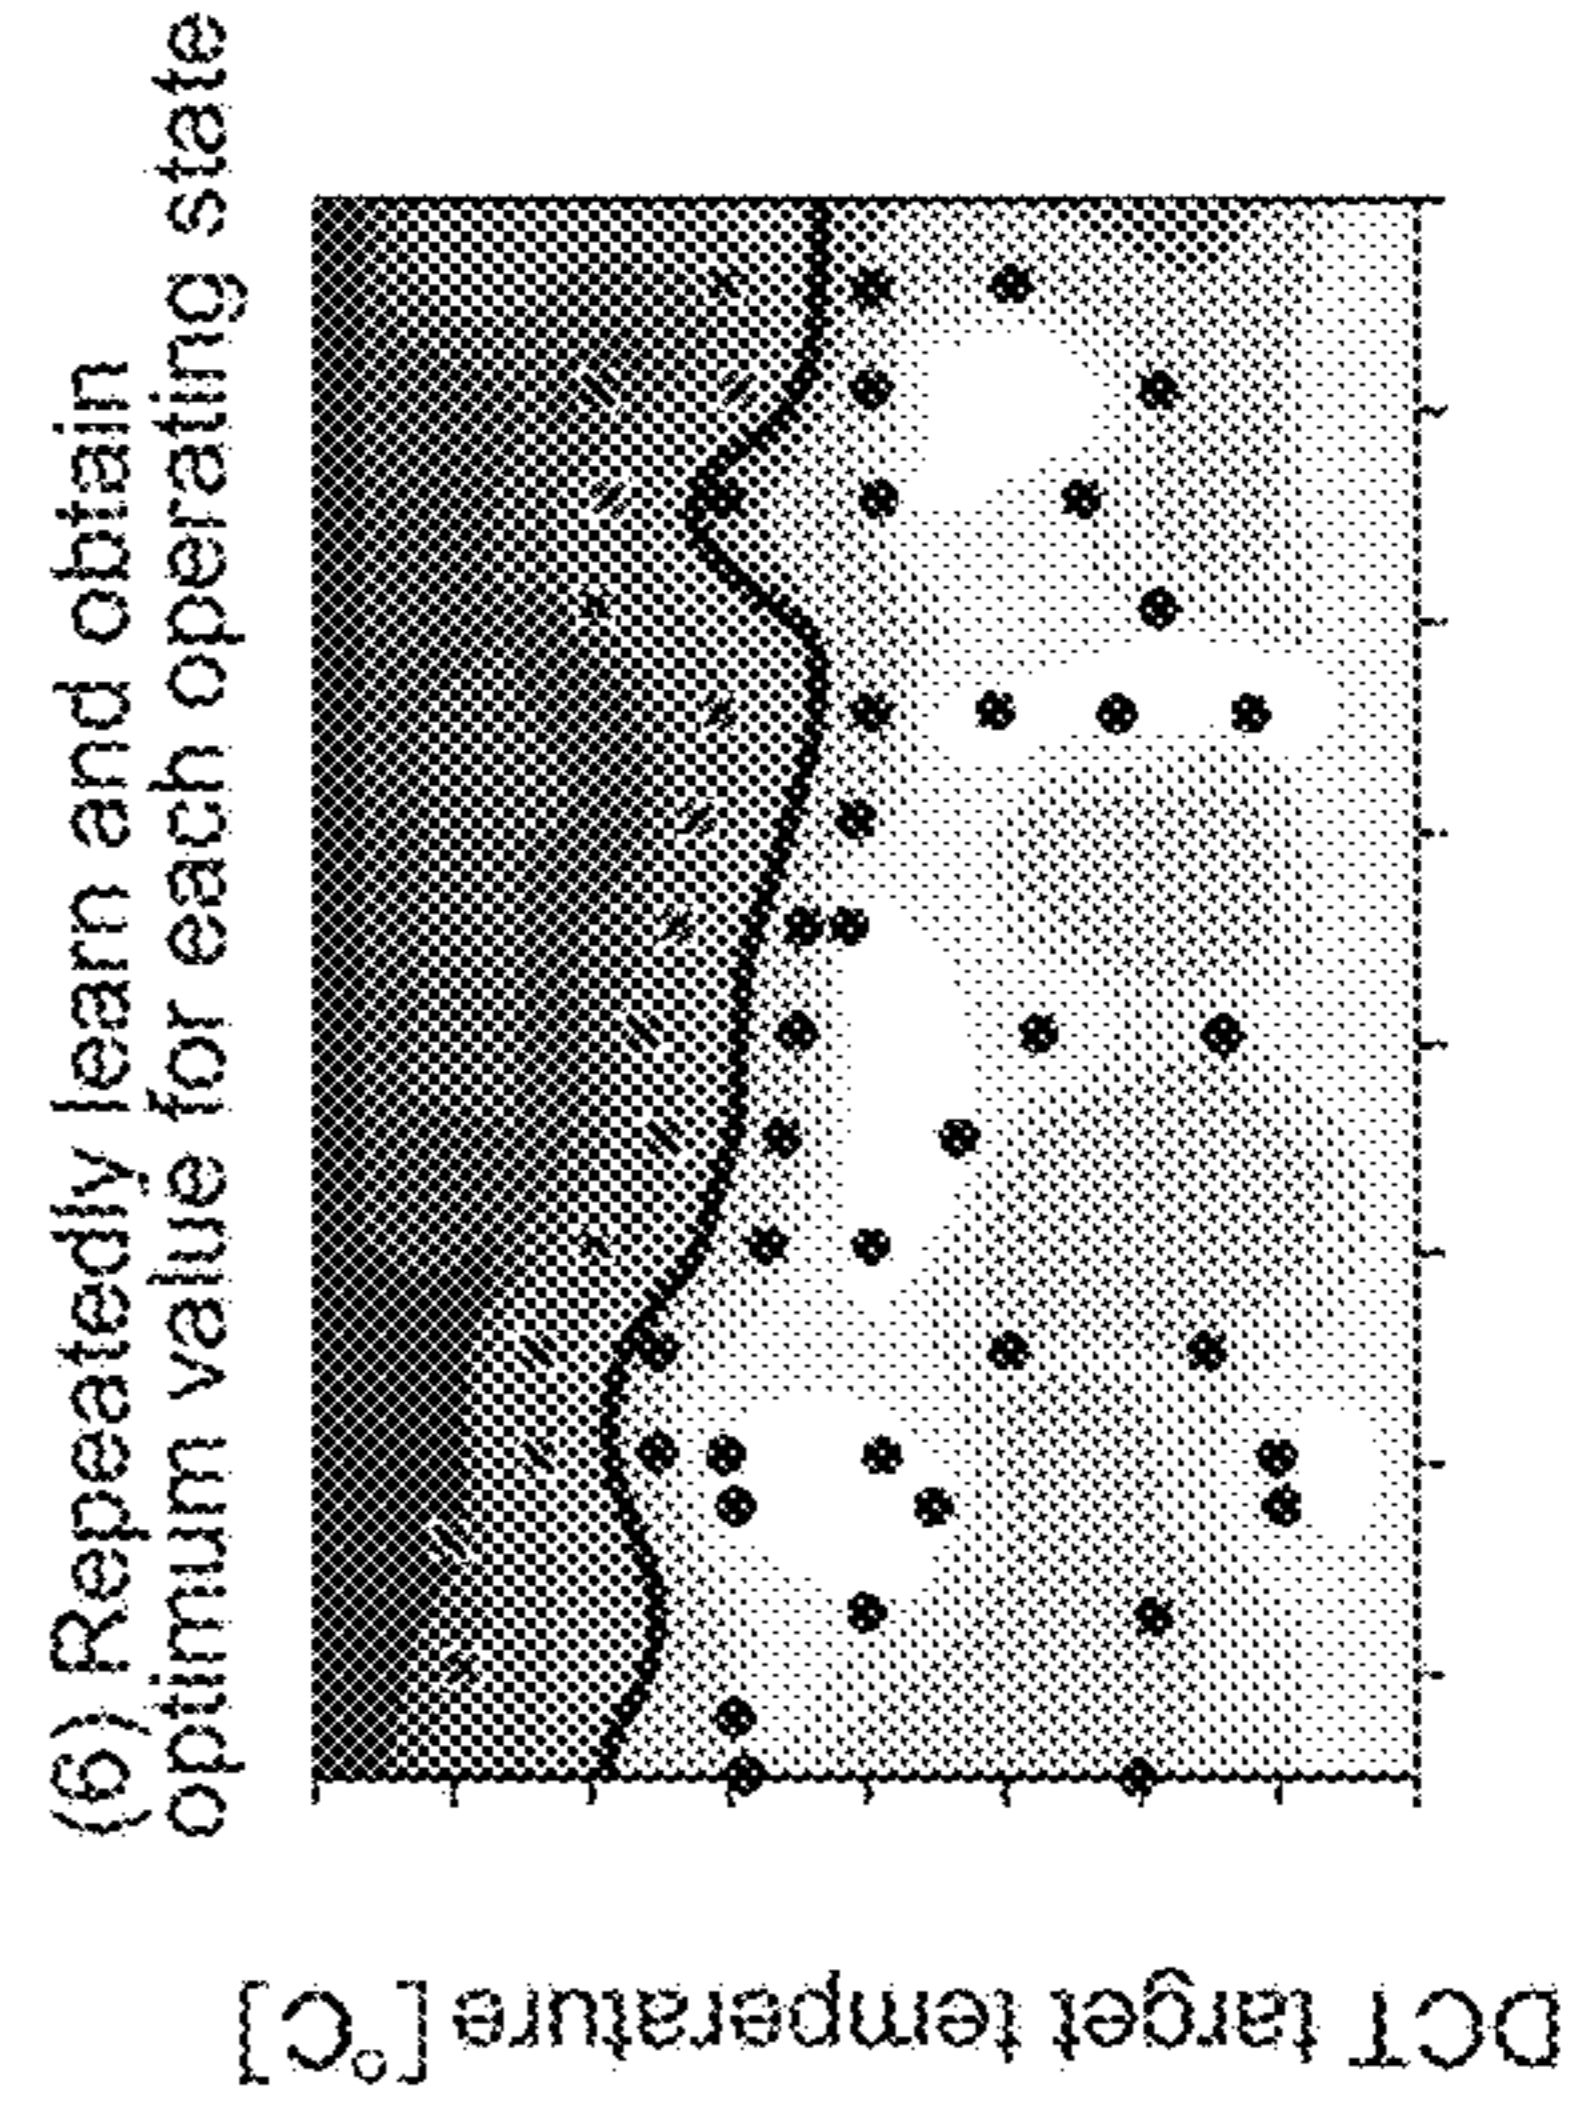 (6) Repeatedly learn and obtain
optimum value for each operating state
DCT target temperature [°C]